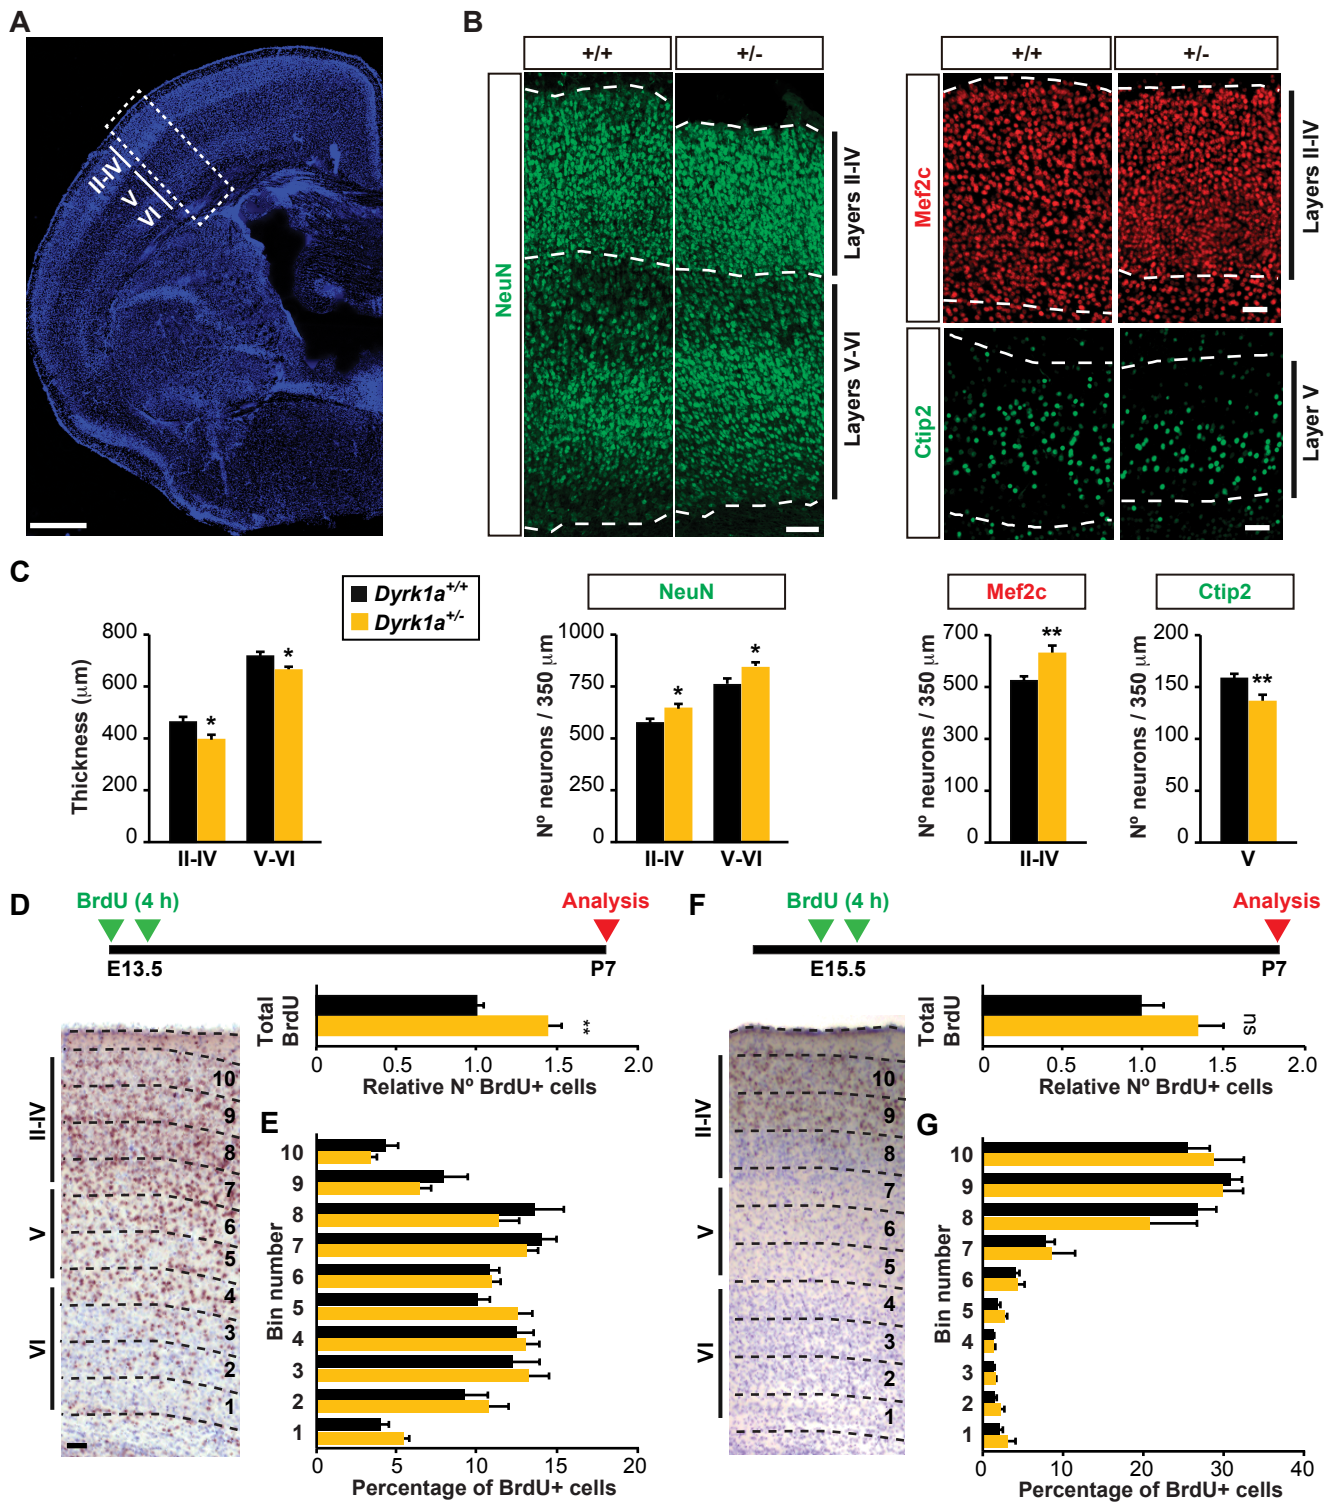 A
II-IV
V
VI
B
+/+
+/-
NeuN
Layers II-IV
Layers V-VI
+/+
+/-
Mef2c
Layers II-IV
Ctip2
Layer V
C
Dyrk1a+/+
Dyrk1a+/-
Thickness (μm)
800
600
400
200
0
*
*
II-IV
V-VI
NeuN
Nº neurons / 350 μm
1000
750
500
250
0
*
*
II-IV
V-VI
Mef2c
Nº neurons / 350 μm
700
500
300
100
0
**
II-IV
Ctip2
Nº neurons / 350 μm
200
150
100
50
0
**
V
D
BrdU (4 h)
Analysis
E13.5
P7
II-IV
V
VI
10
9
8
7
6
5
4
3
2
1
Total
BrdU
**
0
0.5
1.0
1.5
2.0
Relative Nº BrdU+ cells
E
Bin number
10
9
8
7
6
5
4
3
2
1
0
5
10
15
20
Percentage of BrdU+ cells
F
BrdU (4 h)
Analysis
E15.5
P7
II-IV
V
VI
10
9
8
7
6
5
4
3
2
1
Total
BrdU
ns
0
0.5
1.0
1.5
2.0
Relative Nº BrdU+ cells
G
Bin number
10
9
8
7
6
5
4
3
2
1
0
10
20
30
40
Percentage of BrdU+ cells